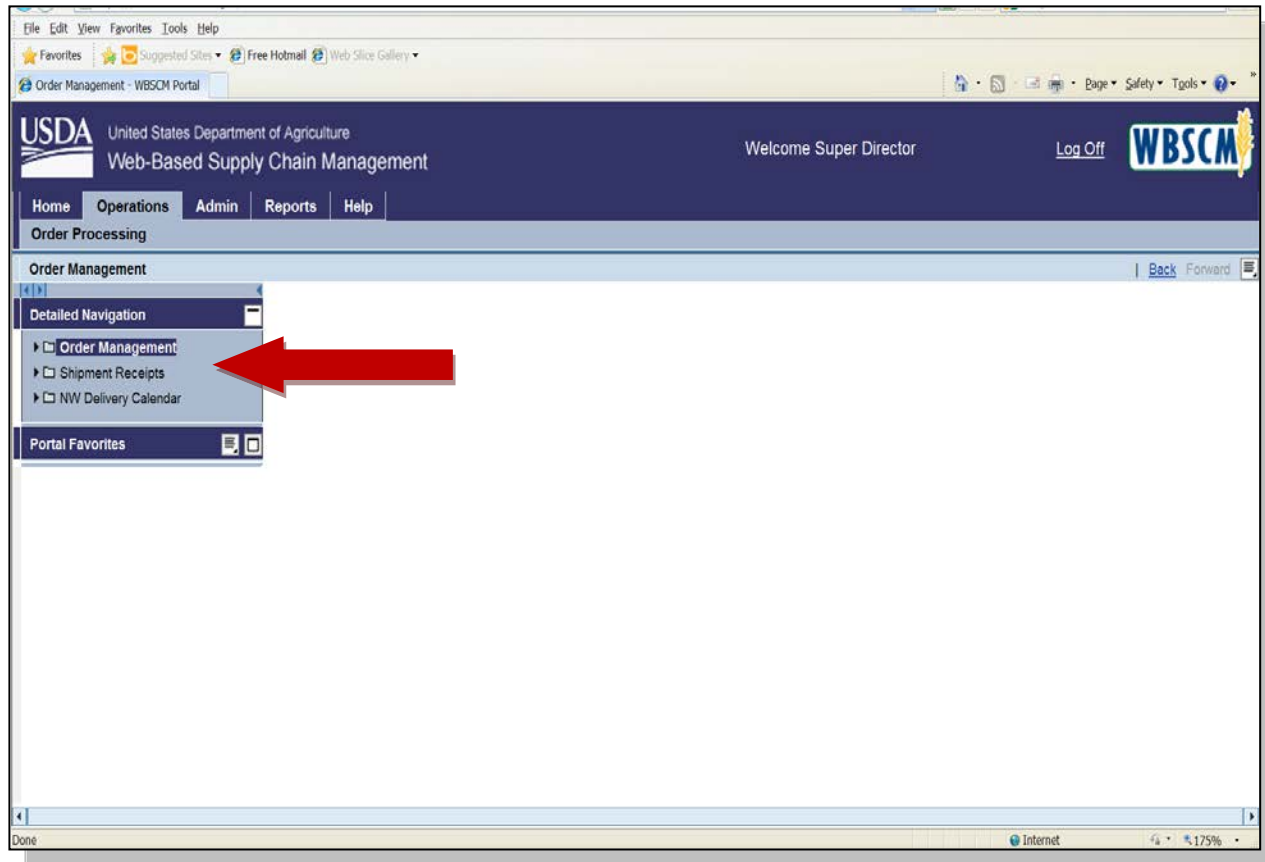 File Edit View Favorites Tools Help
Favorites Suggested Sites Free Hotmail Web Slice Gallery
Order Management - WBSCM Portal Page Safety Tools
USDA United States Department of Agriculture
Web-Based Supply Chain Management
Welcome Super Director Log Off WBSCM
Home Operations Admin Reports Help
Order Processing
Order Management | Back Forward
Detailed Navigation
Order Management
Shipment Receipts
NW Delivery Calendar
Portal Favorites
Done Internet 175%